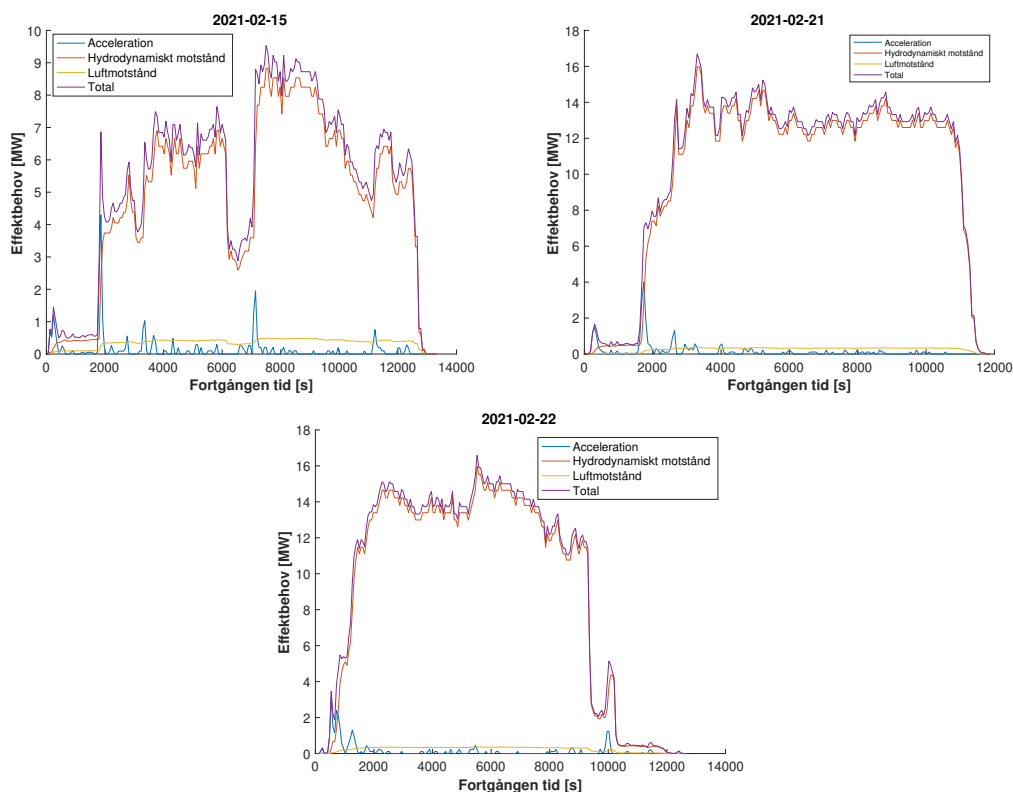 2021-02-15
Effektbehov [MW]
10
9
8
7
6
5
4
3
2
1
0
Acceleration
Hydrodynamiskt motstånd
Luftmotstånd
Total
0 2000 4000 6000 8000 10000 12000 14000
Fortgången tid [s]
2021-02-21
Effektbehov [MW]
18
16
14
12
10
8
6
4
2
0
Acceleration
Hydrodynamiskt motstånd
Luftmotstånd
Total
0 2000 4000 6000 8000 10000 12000
Fortgången tid [s]
2021-02-22
Effektbehov [MW]
18
16
14
12
10
8
6
4
2
0
Acceleration
Hydrodynamiskt motstånd
Luftmotstånd
Total
0 2000 4000 6000 8000 10000 12000 14000
Fortgången tid [s]